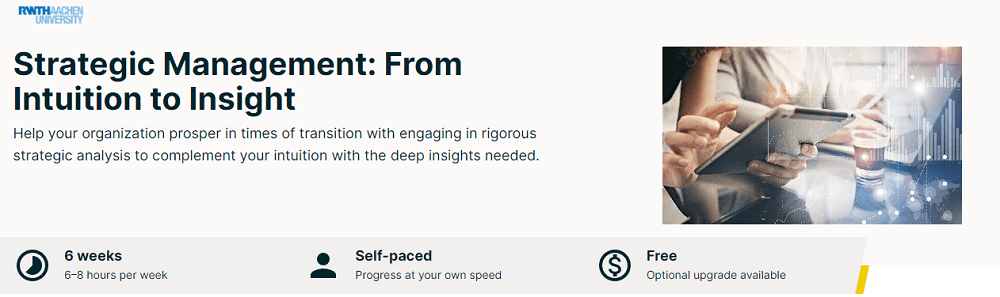 RWTH AACHEN
UNIVERSITY
Strategic Management: From
Intuition to Insight
Help your organization prosper in times of transition with engaging in rigorous
strategic analysis to complement your intuition with the deep insights needed.
6 weeks
6–8 hours per week
Self-paced
Progress at your own speed
Free
Optional upgrade available